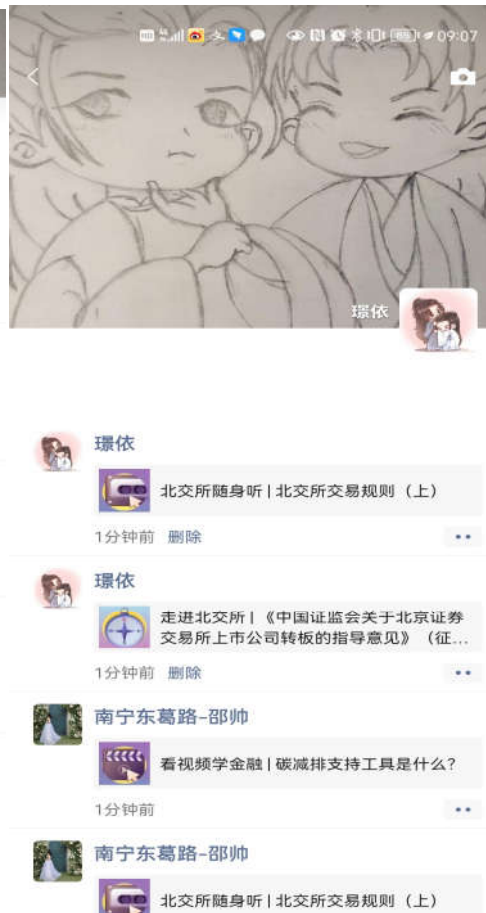 09:07
璟依
璟依
北交所随身听 | 北交所交易规则（上）
1分钟前 删除
璟依
走进北交所 | 《中国证监会关于北京证券
交易所上市公司转板的指导意见》（征...
1分钟前 删除
南宁东葛路-邵帅
看视频学金融 | 碳减排支持工具是什么？
1分钟前
南宁东葛路-邵帅
北交所随身听 | 北交所交易规则（上）